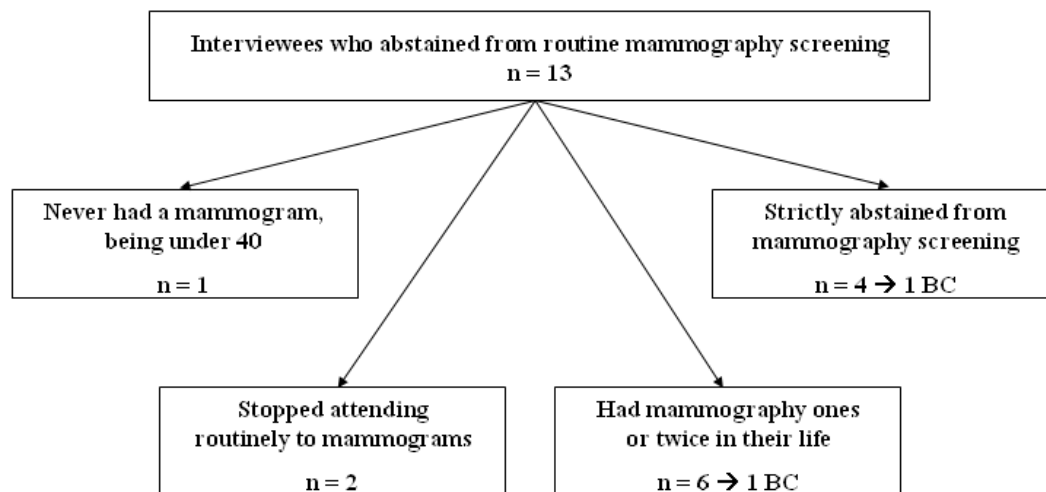 Interviewees who abstained from routine mammography screening
n = 13
Never had a mammogram,
being under 40
n = 1
Strictly abstained from
mammography screening
n = 4 → 1 BC
Stopped attending
routinely to mammograms
n = 2
Had mammography ones
or twice in their life
n = 6 → 1 BC